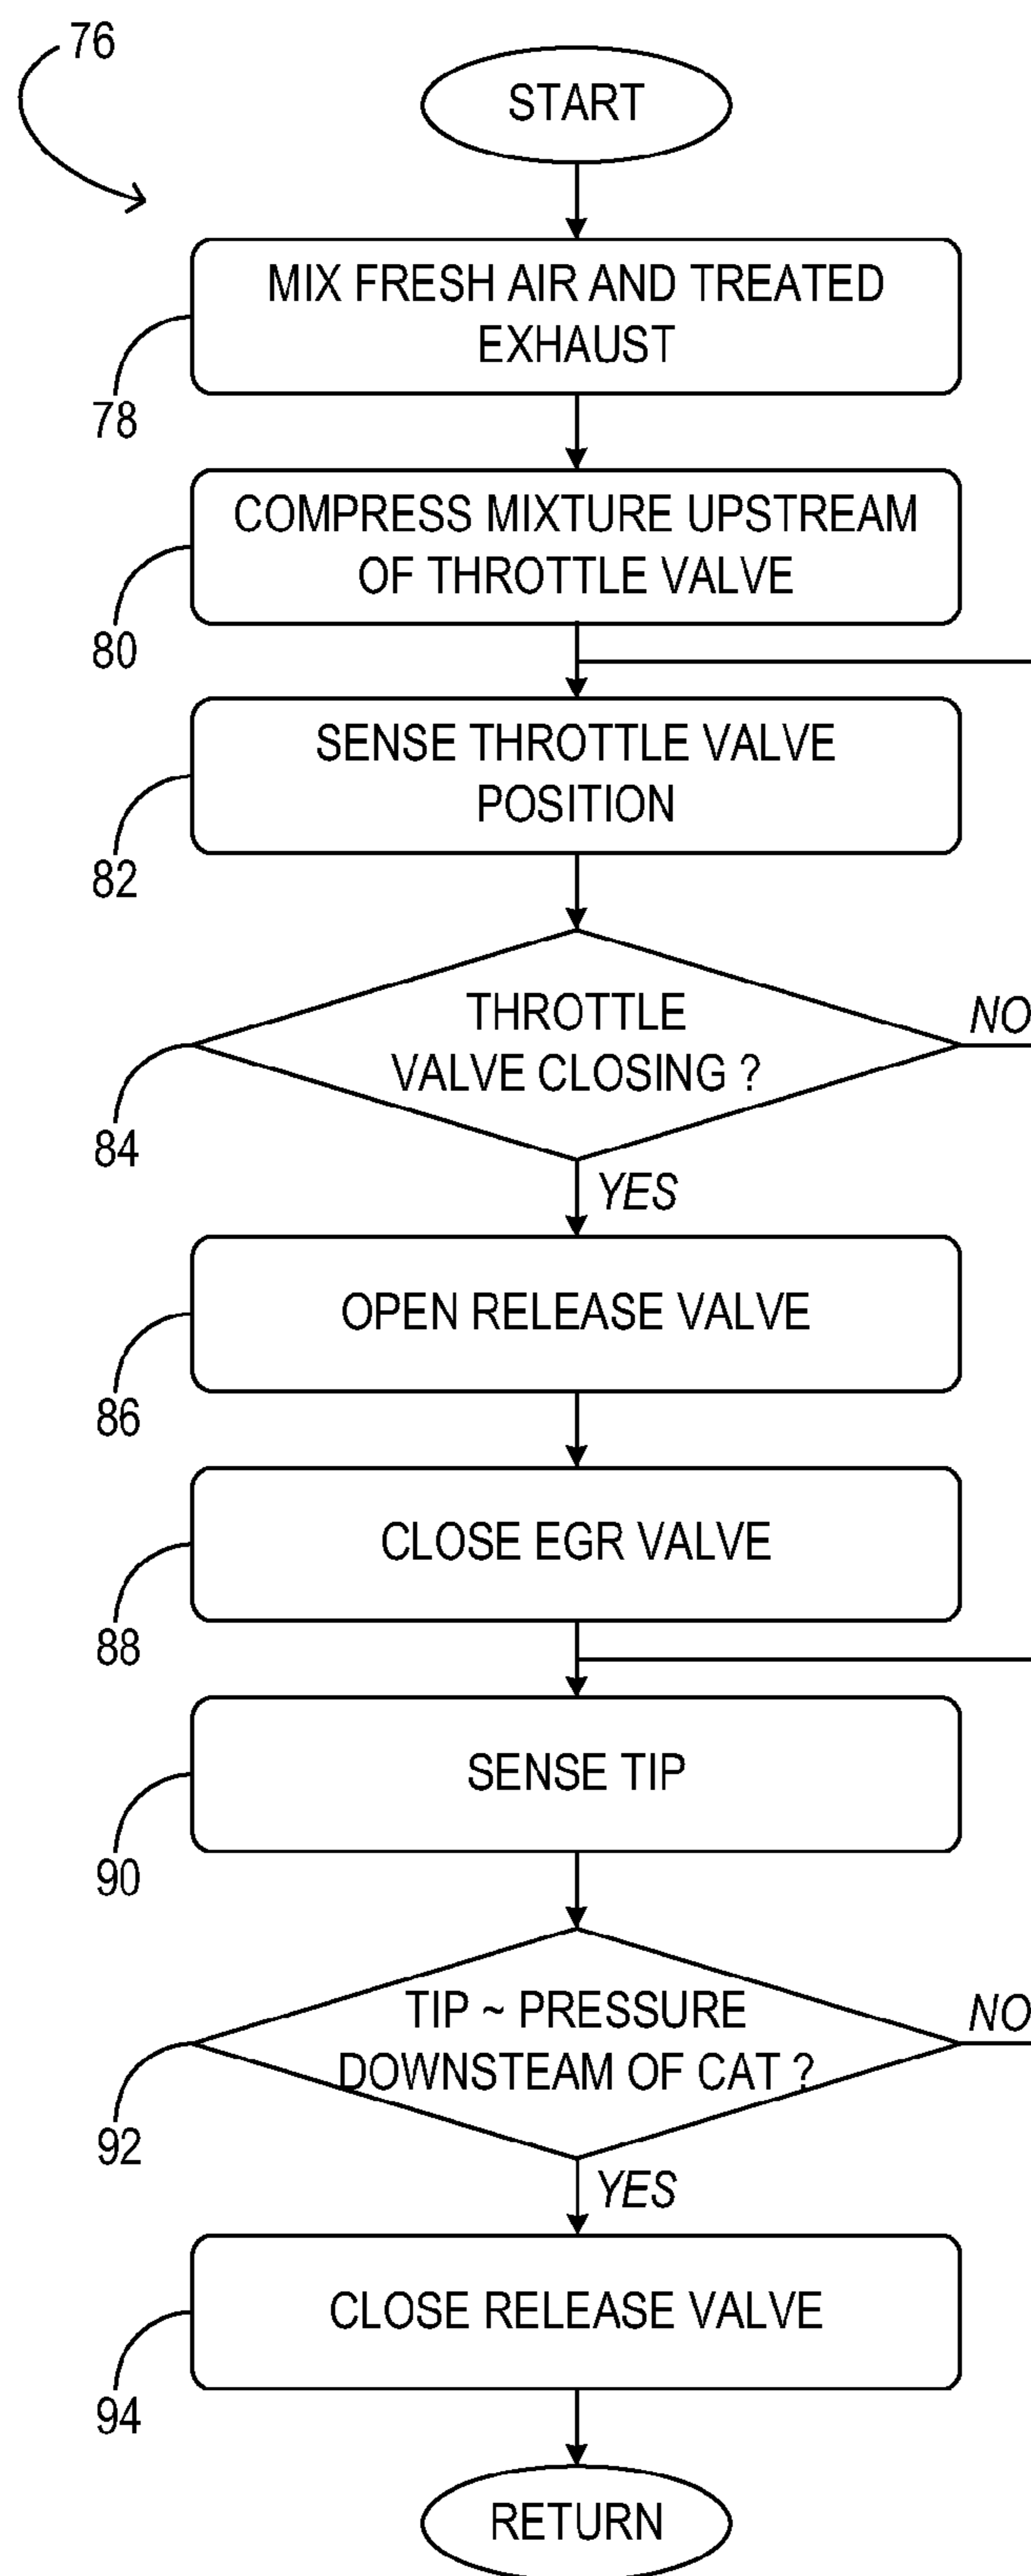 76
START
MIX FRESH AIR AND TREATED
EXHAUST
78
COMPRESS MIXTURE UPSTREAM
OF THROTTLE VALVE
80
SENSE THROTTLE VALVE
POSITION
82
THROTTLE
VALVE CLOSING ?
NO
84
YES
OPEN RELEASE VALVE
86
CLOSE EGR VALVE
88
SENSE TIP
90
TIP ~ PRESSURE
DOWNSTEAM OF CAT ?
NO
92
YES
CLOSE RELEASE VALVE
94
RETURN